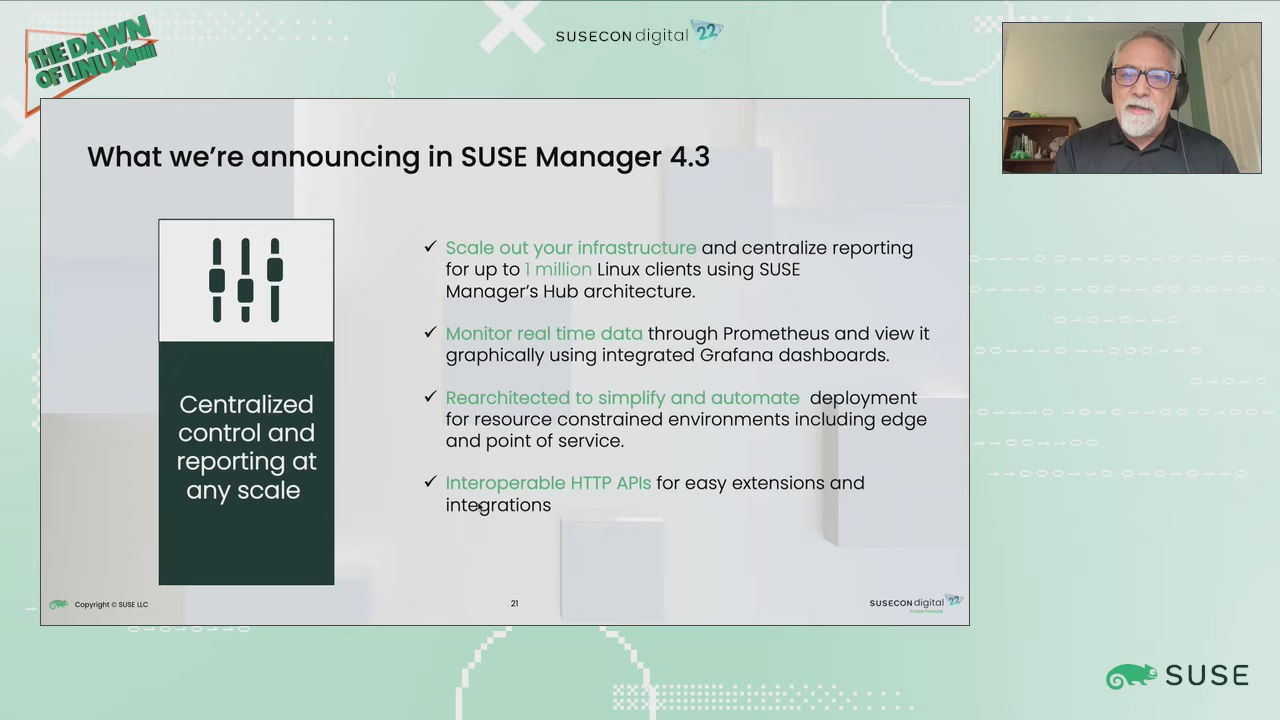 THE DAWN
OF LINUX
SUSECON digital 22
What we're announcing in SUSE Manager 4.3
Centralized
control and
reporting at
any scale
✓ Scale out your infrastructure and centralize reporting
for up to 1 million Linux clients using SUSE
Manager's Hub architecture.
✓ Monitor real time data through Prometheus and view it
graphically using integrated Grafana dashboards.
✓ Rearchitected to simplify and automate deployment
for resource constrained environments including edge
and point of service.
✓ Interoperable HTTP APIs for easy extensions and
integrations
Copyright © SUSE LLC
21
SUSECON digital 22
SUSE